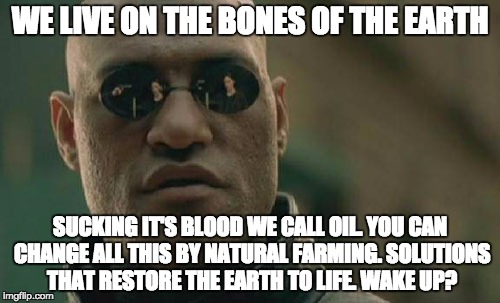 WE LIVE ON THE BONES OF THE EARTH
SUCKING IT'S BLOOD WE CALL OIL. YOU CAN
CHANGE ALL THIS BY NATURAL FARMING. SOLUTIONS
THAT RESTORE THE EARTH TO LIFE. WAKE UP?
imgflip.com